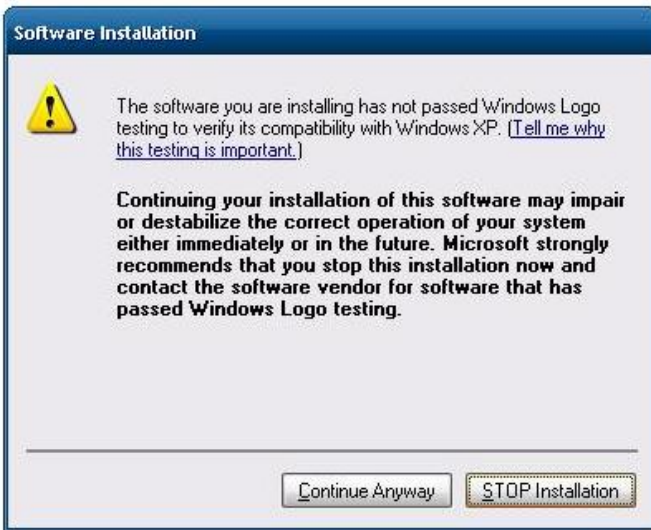 Software Installation
The software you are installing has not passed Windows Logo
testing to verify its compatibility with Windows XP. (Tell me why
this testing is important.)
Continuing your installation of this software may impair
or destabilize the correct operation of your system
either immediately or in the future. Microsoft strongly
recommends that you stop this installation now and
contact the software vendor for software that has
passed Windows Logo testing.
Continue Anyway STOP Installation